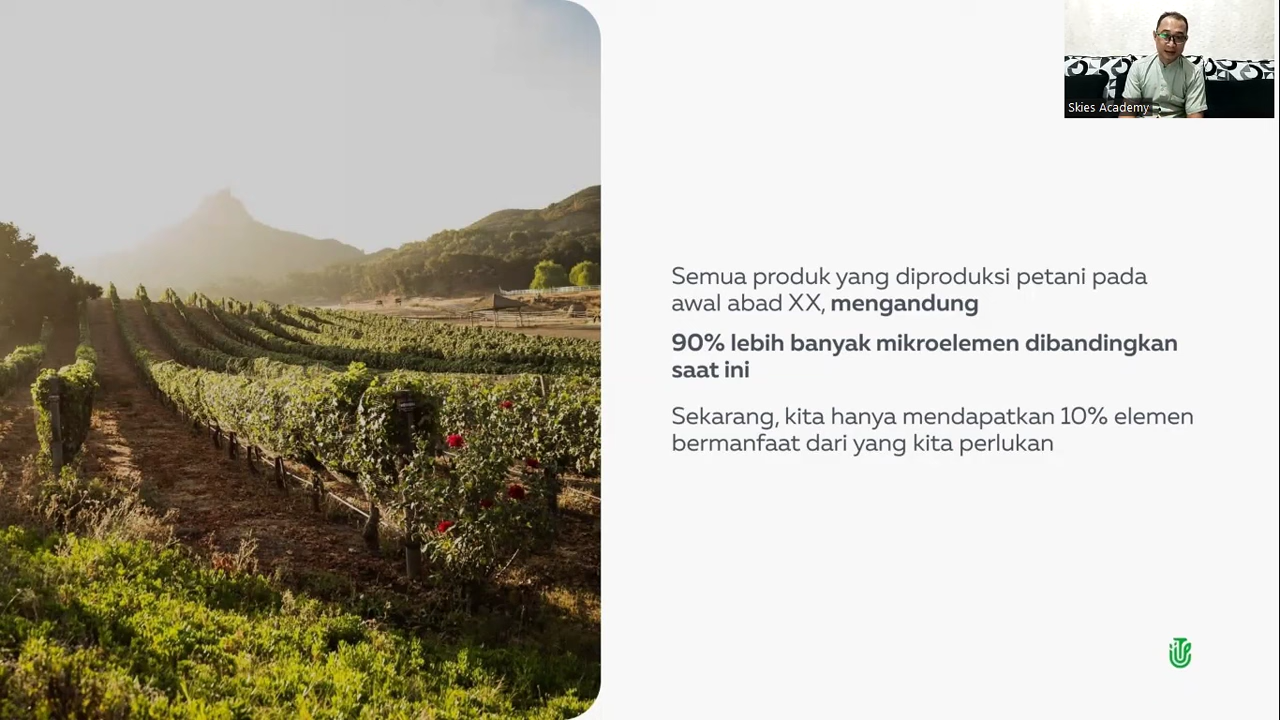 Skies Academy
Semua produk yang diproduksi petani pada
awal abad XX, mengandung
90% lebih banyak mikroelemen dibandingkan
saat ini
Sekarang, kita hanya mendapatkan 10% elemen
bermanfaat dari yang kita perlukan